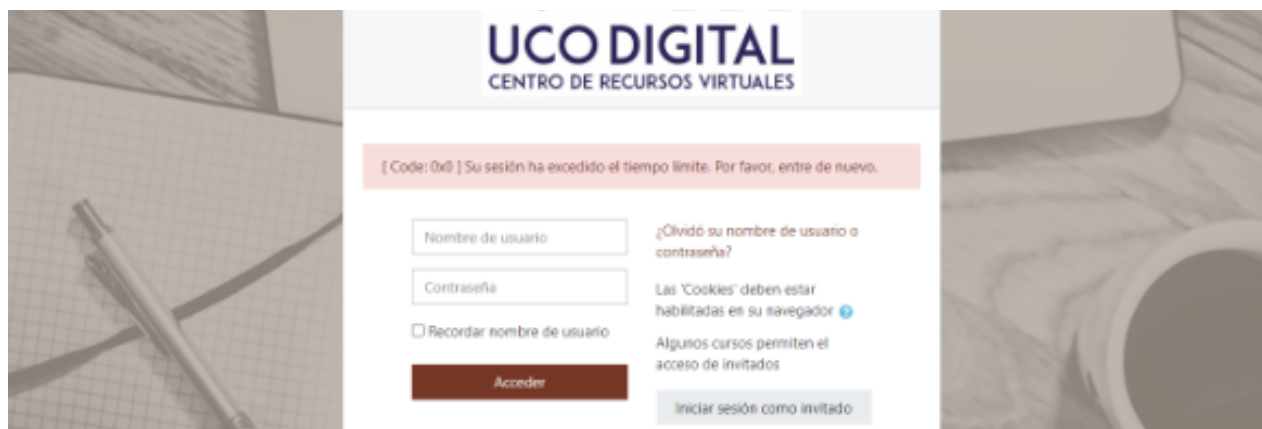 UCO DIGITAL
CENTRO DE RECURSOS VIRTUALES
[ Code: 0x0 ] Su sesión ha excedido el tiempo límite. Por favor, entre de nuevo.
Nombre de usuario
Contraseña
Recordar nombre de usuario
Acceder
¿Olvidó su nombre de usuario o
contraseña?
Las 'Cookies' deben estar
habilitadas en su navegador
Algunos cursos permiten el
acceso de invitados
Iniciar sesión como invitado